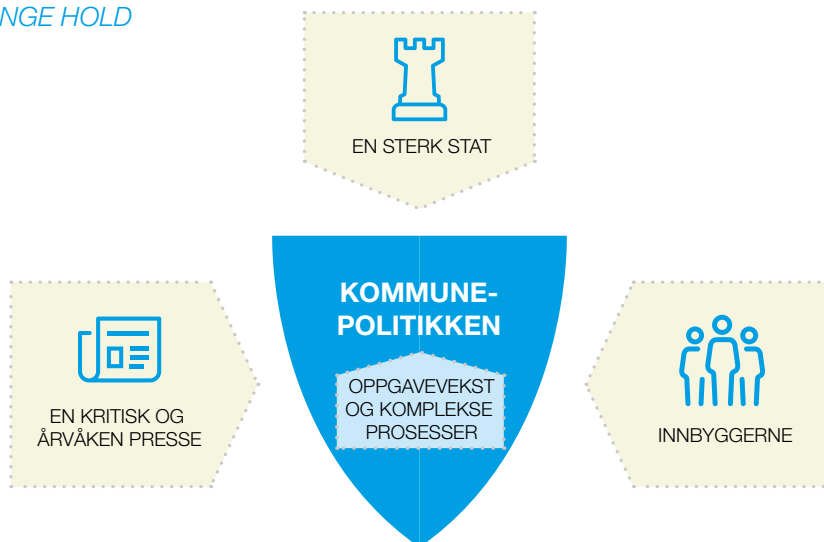 NGE HOLD
EN STERK STAT
KOMMUNE-
POLITIKKEN
OPPGAVEVEKST
OG KOMPLEKSE
PROSESSER
EN KRITISK OG
ÅRVÅKEN PRESSE
INNBYGGERNE